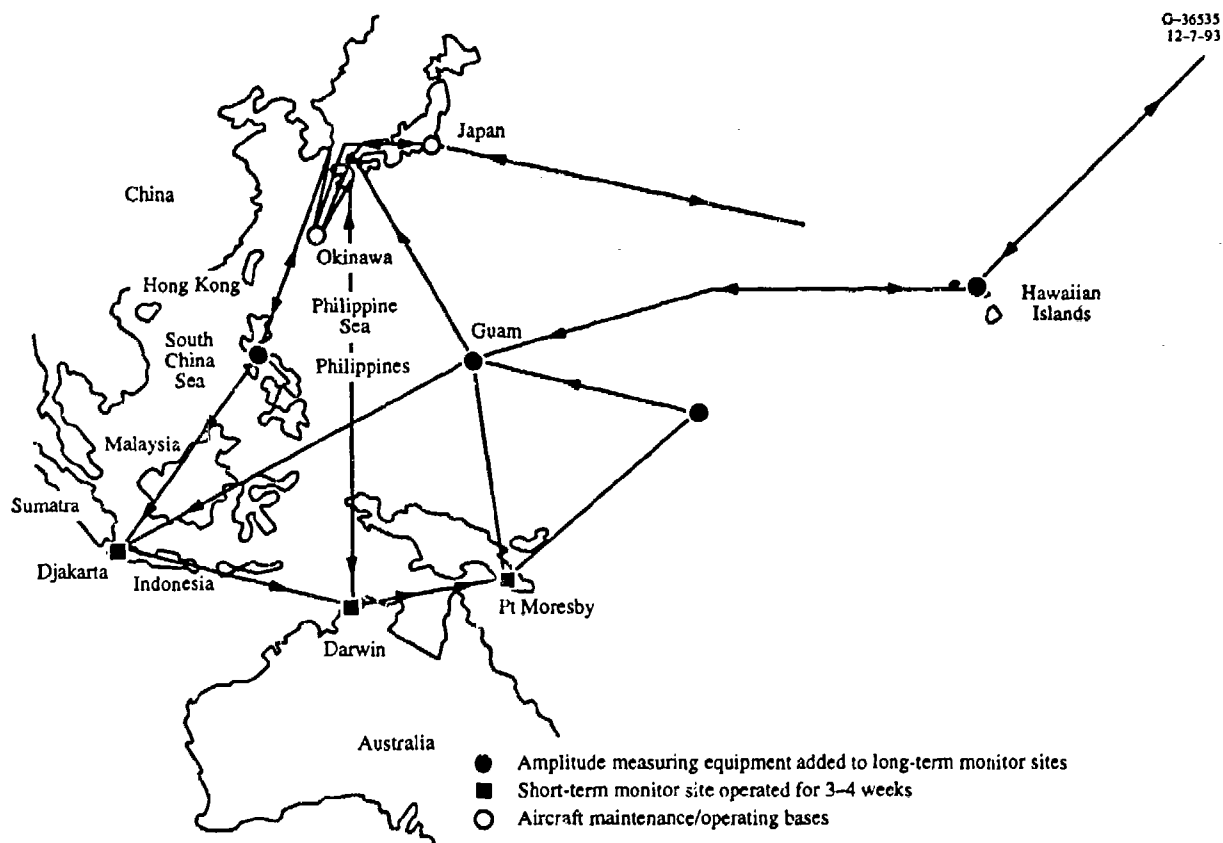 G-36535
12-7-93
Japan
China
Okinawa
Hong Kong
Philippine
Sea
Hawaiian
Islands
Guam
South
China
Sea
Philippines
Malaysia
Sumatra
Djakarta
Indonesia
Pt Moresby
Darwin
Australia
Amplitude measuring equipment added to long-term monitor sites
Short-term monitor site operated for 3–4 weeks
Aircraft maintenance/operating bases